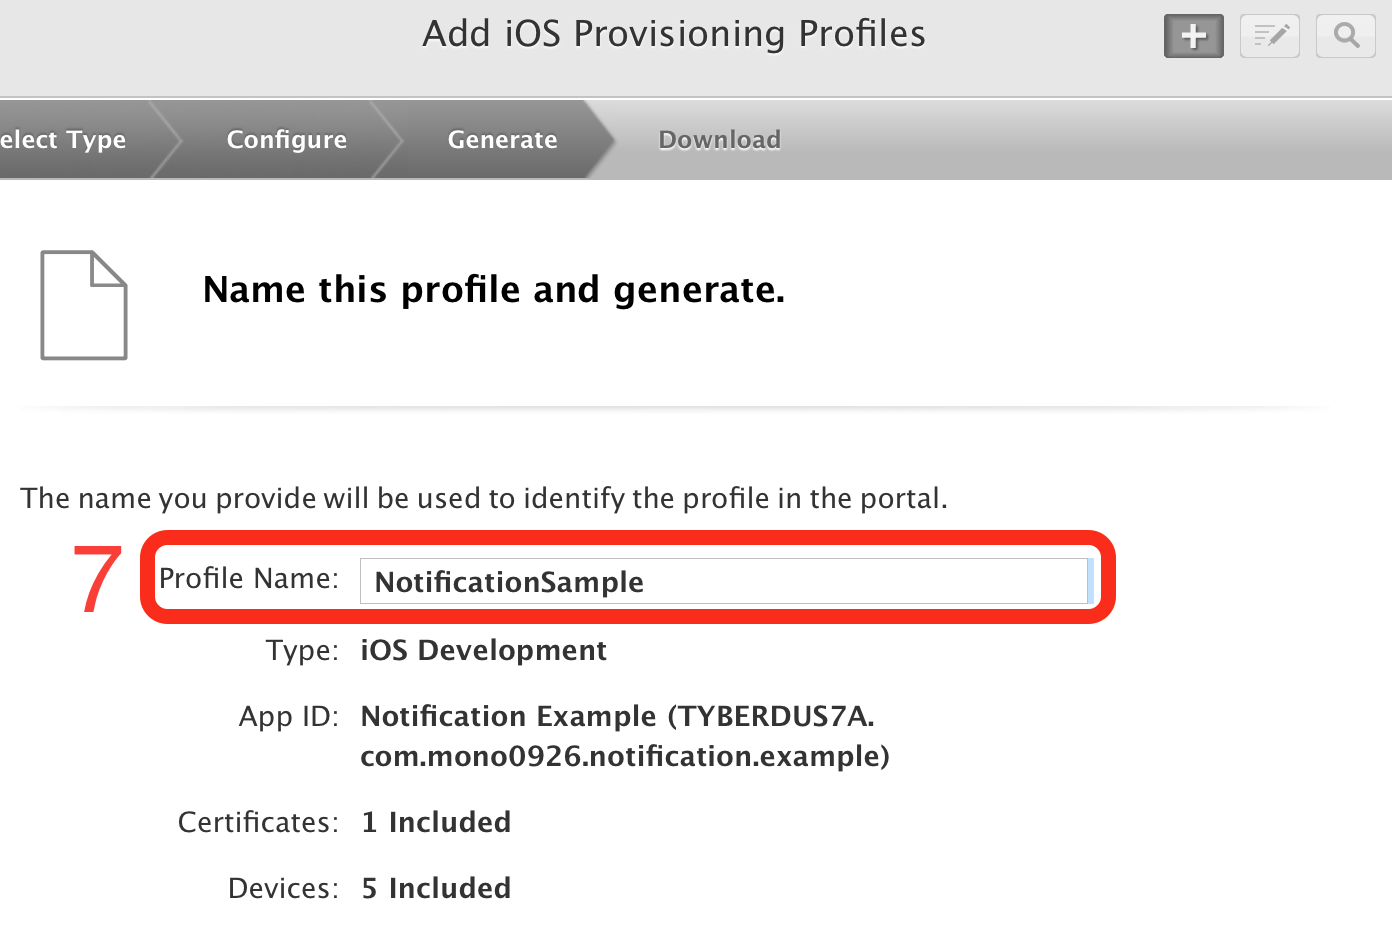 Add iOS Provisioning Profiles
elect Type
Configure
Generate
Download
Name this profile and generate.
The name you provide will be used to identify the profile in the portal.
7
Profile Name: NotificationSample
Type: iOS Development
App ID: Notification Example (TYBERDUS7A.
com.mono0926.notification.example)
Certificates: 1 Included
Devices: 5 Included